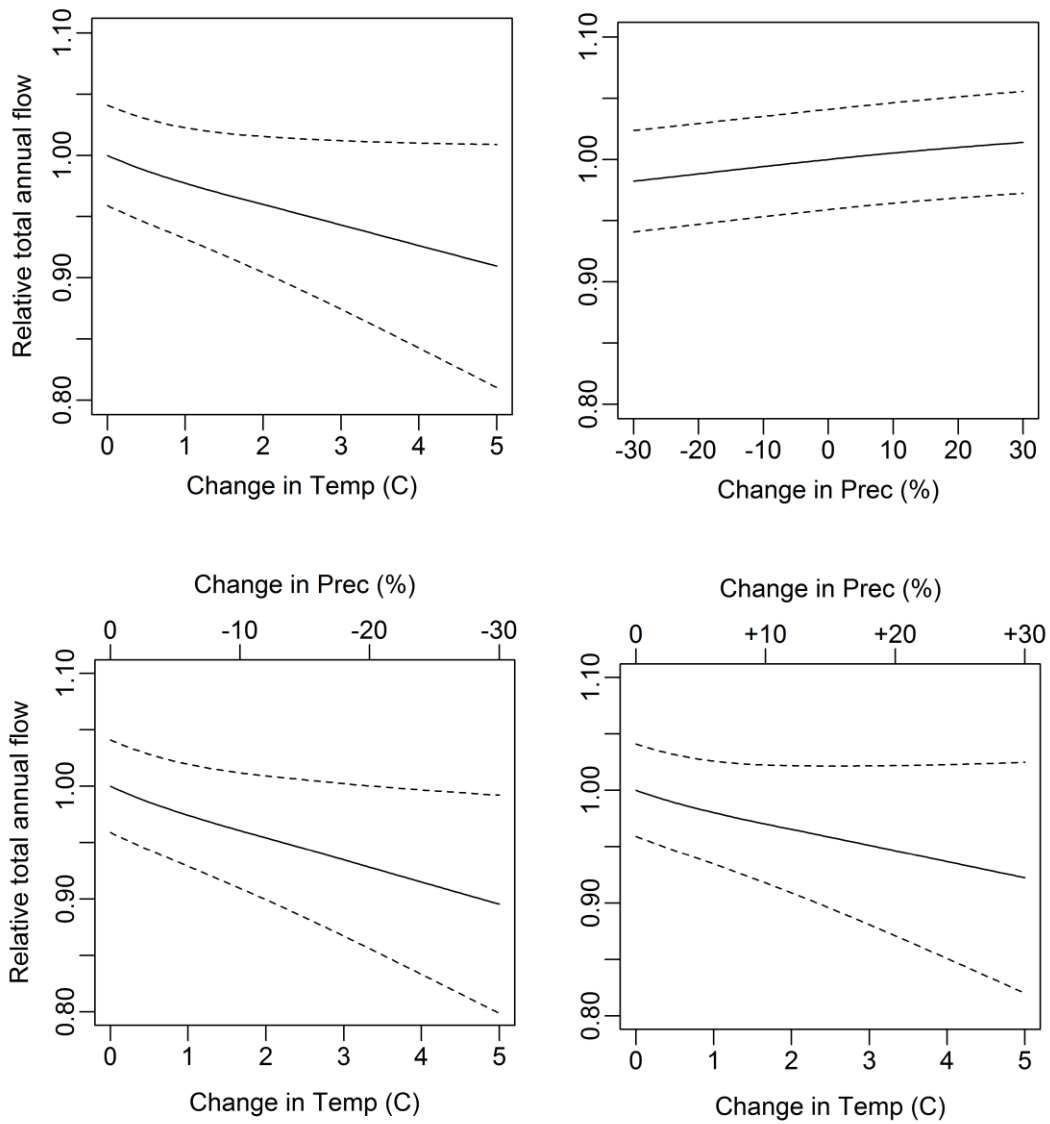 Relative total annual flow
1.10
1.00
0.90
0.80
0 1 2 3 4 5
Change in Temp (C)
1.10
1.00
0.90
0.80
-30 -20 -10 0 10 20 30
Change in Prec (%)
Change in Prec (%)
0 -10 -20 -30
Relative total annual flow
1.10
1.00
0.90
0.80
0 1 2 3 4 5
Change in Temp (C)
Change in Prec (%)
0 +10 +20 +30
1.10
1.00
0.90
0.80
0 1 2 3 4 5
Change in Temp (C)